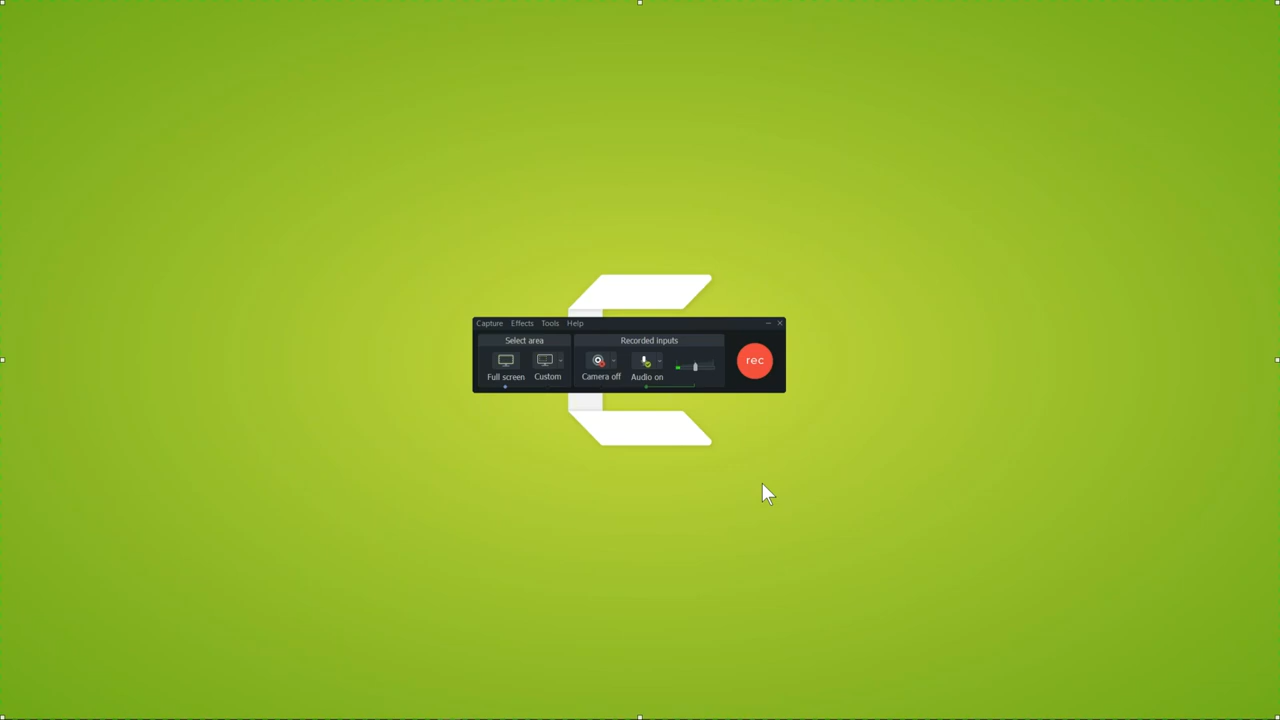 Capture Effects Tools Help
Select area Recorded inputs
rec
Full screen Custom Camera off Audio on